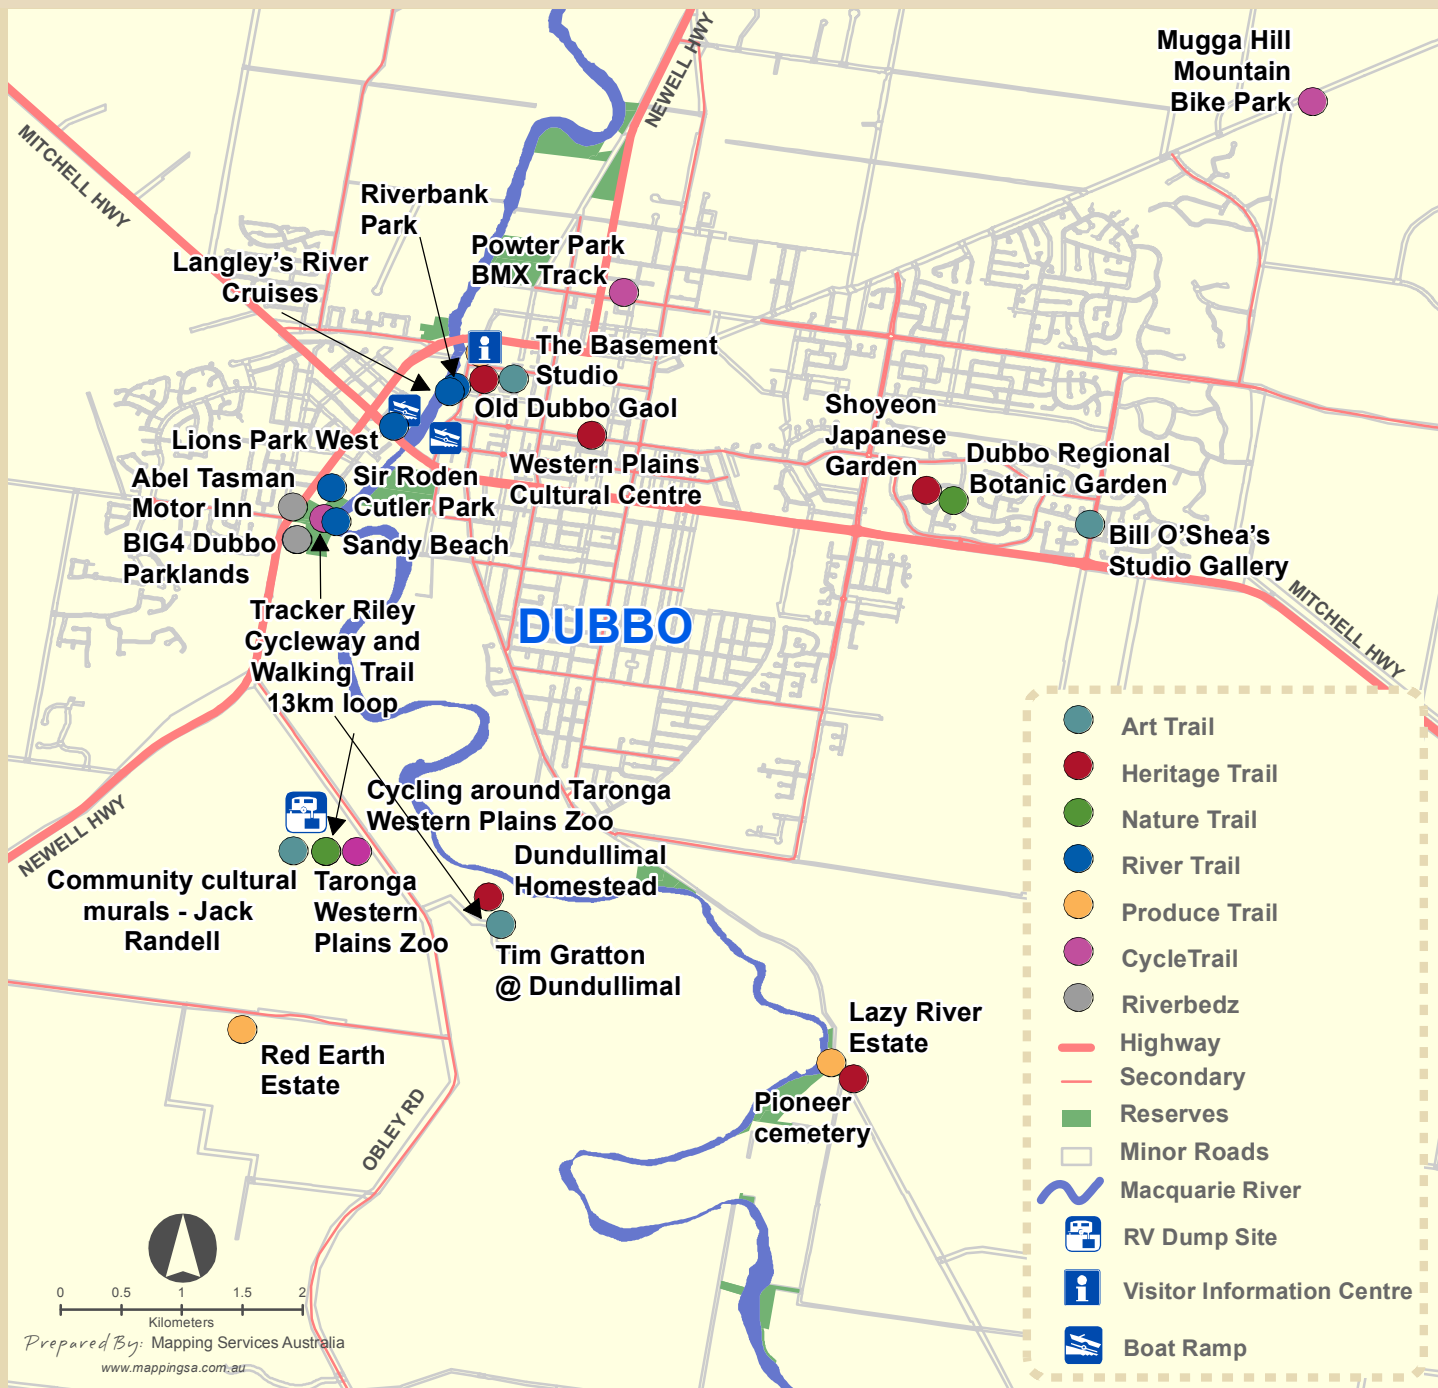 Mugga Hill
Mountain
Bike Park
NEWELL HWY
MITCHELL HWY
Riverbank
Park
Powter Park
BMX Track
Langley's River
Cruises
The Basement
Studio
Old Dubbo Gaol
Shoyeon
Japanese
Garden
Lions Park West
Western Plains
Cultural Centre
Dubbo Regional
Botanic Garden
Abel Tasman
Motor Inn
Sir Roden
Cutler Park
BIG4 Dubbo
Parklands
Sandy Beach
Bill O'Shea's
Studio Gallery
MITCHELL HWY
Tracker Riley
Cycleway and
Walking Trail
13km loop
DUBBO
NEWELL HWY
Cycling around Taronga
Western Plains Zoo
Dundullimal
Homestead
Community cultural
murals - Jack
Randell
Taronga
Western
Plains Zoo
Tim Gratton
@ Dundullimal
Red Earth
Estate
Lazy River
Estate
Pioneer
cemetery
OBLEY RD
Art Trail
Heritage Trail
Nature Trail
River Trail
Produce Trail
CycleTrail
Riverbedz
Highway
Secondary
Reserves
Minor Roads
Macquarie River
RV Dump Site
Visitor Information Centre
Boat Ramp
0 0.5 1 1.5 2
Kilometers
Prepared By: Mapping Services Australia
www.mappingsa.com.au